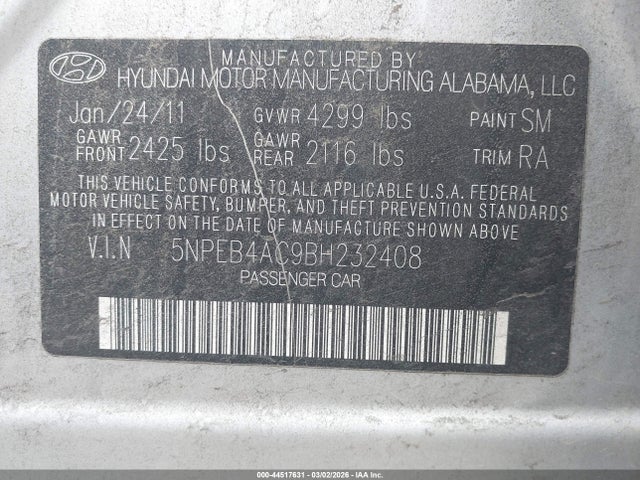 MANUFACTURED BY
HYUNDAI MOTOR MANUFACTURING ALABAMA, LLC
Jan/24/11 GVWR 4299 lbs PAINT SM
GAWR FRONT 2425 lbs GAWR REAR 2116 lbs TRIM RA
THIS VEHICLE CONFORMS TO ALL APPLICABLE U.S.A. FEDERAL
MOTOR VEHICLE SAFETY, BUMPER, AND THEFT PREVENTION STANDARDS
IN EFFECT ON THE DATE OF MANUFACTURE SHOWN ABOVE.
V.I.N 5NPEB4AC9BH232408
PASSENGER CAR
000-44517631 | 03/02/2026 | COPART/IAA